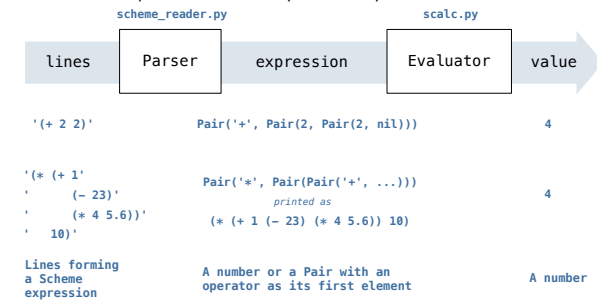 scheme_reader.py scalc.py
lines Parser expression Evaluator value
'(+ 2 2)' Pair('+', Pair(2, Pair(2, nil))) 4
'(* (+ 1'
'      (- 23)'
'      (* 4 5.6))'
'   10)'
Pair('*', Pair(Pair('+', ...)))
printed as
(* (+ 1 (- 23) (* 4 5.6)) 10)
4
Lines forming
a Scheme
expression
A number or a Pair with an
operator as its first element
A number